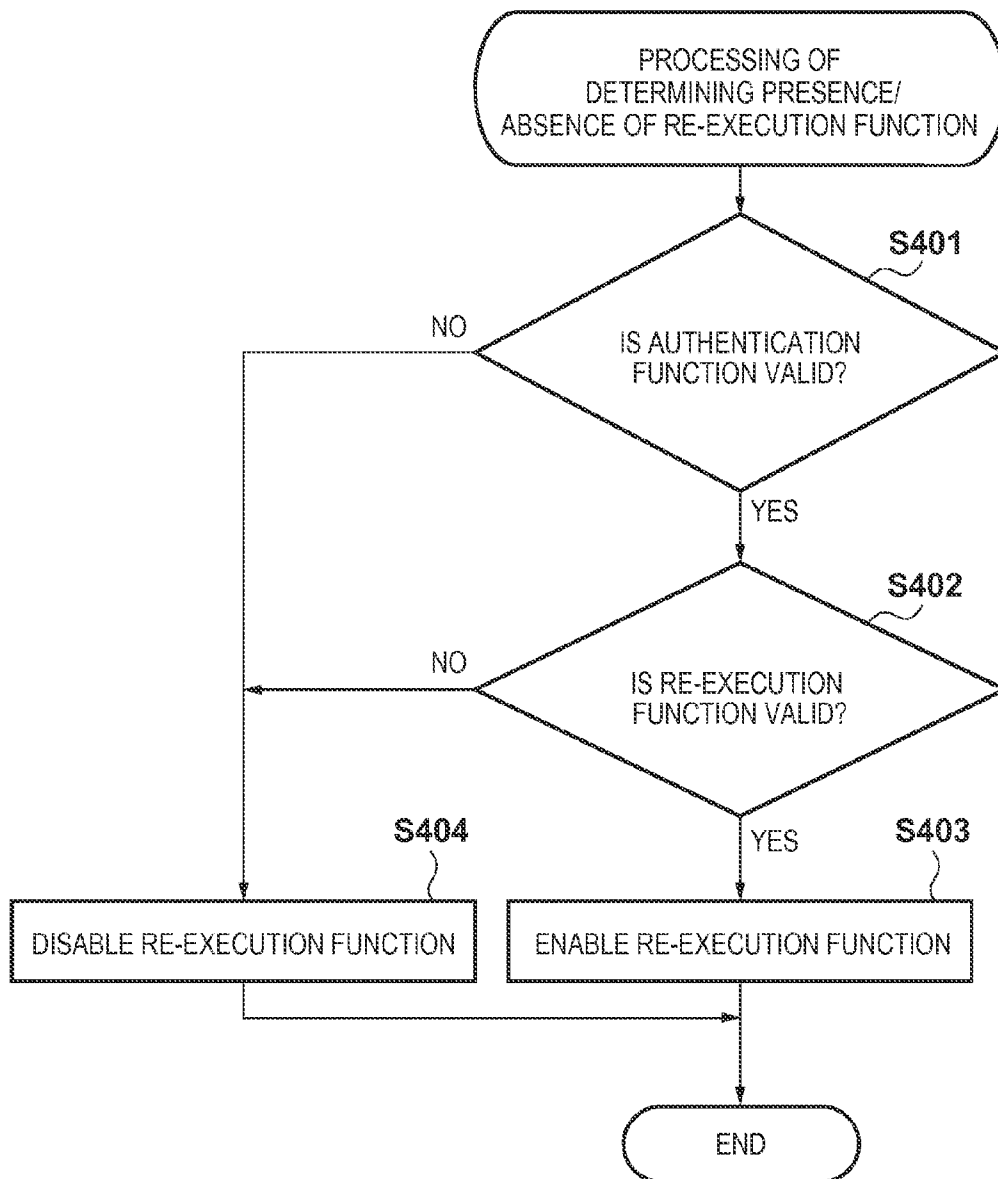 PROCESSING OF
DETERMINING PRESENCE/
ABSENCE OF RE-EXECUTION FUNCTION
S401
NO
IS AUTHENTICATION
FUNCTION VALID?
YES
S402
NO
IS RE-EXECUTION
FUNCTION VALID?
YES
S404
S403
DISABLE RE-EXECUTION FUNCTION
ENABLE RE-EXECUTION FUNCTION
END